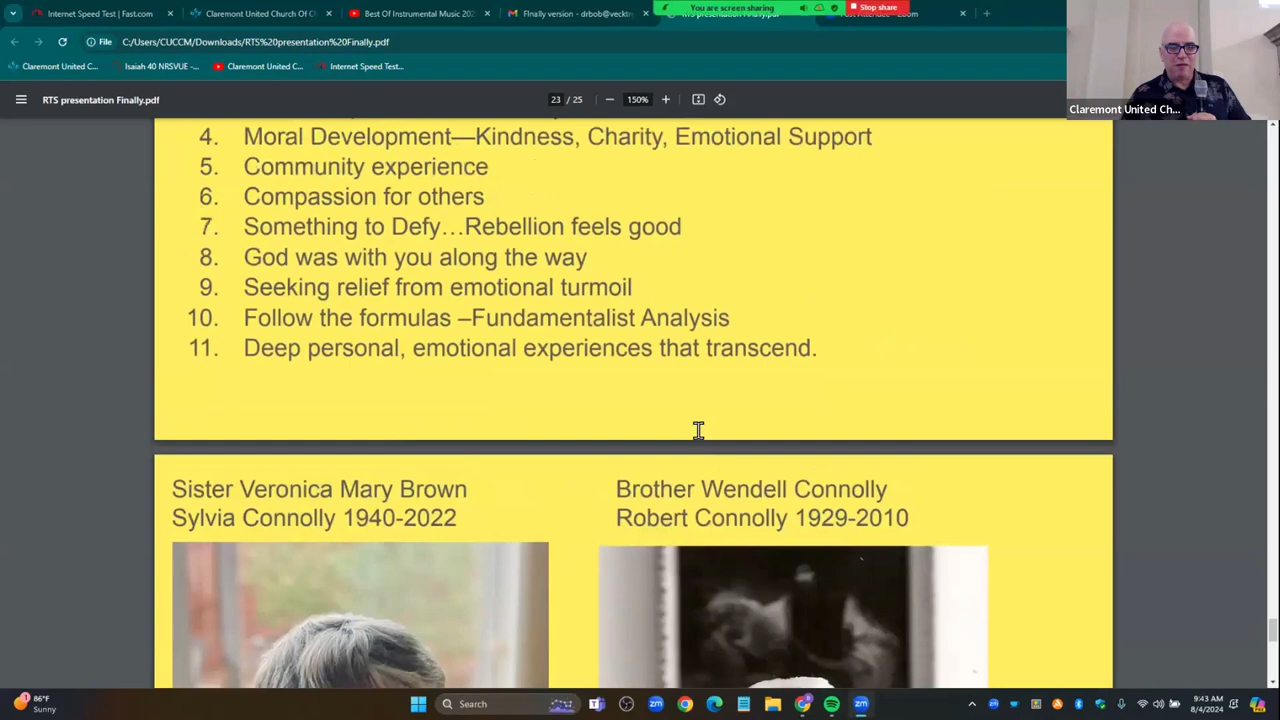 Internet Speed Test | Fast.com
Claremont United Church Of C
Best Of Instrumental Music 202
Finally version - drbob@vecktr
You are screen sharing
Stop share
File
C:/Users/CUCCM/Downloads/RTS%20presentation%20Finally.pdf
Claremont United C...
Isaiah 40 NRSVUE -...
Claremont United C...
Internet Speed Test...
RTS presentation Finally.pdf
23 / 25
150%
Claremont United Ch...
4. Moral Development—Kindness, Charity, Emotional Support
5. Community experience
6. Compassion for others
7. Something to Defy…Rebellion feels good
8. God was with you along the way
9. Seeking relief from emotional turmoil
10. Follow the formulas –Fundamentalist Analysis
11. Deep personal, emotional experiences that transcend.
Sister Veronica Mary Brown
Sylvia Connolly 1940-2022
Brother Wendell Connolly
Robert Connolly 1929-2010
86°F
Sunny
Search
9:43 AM
8/4/2024